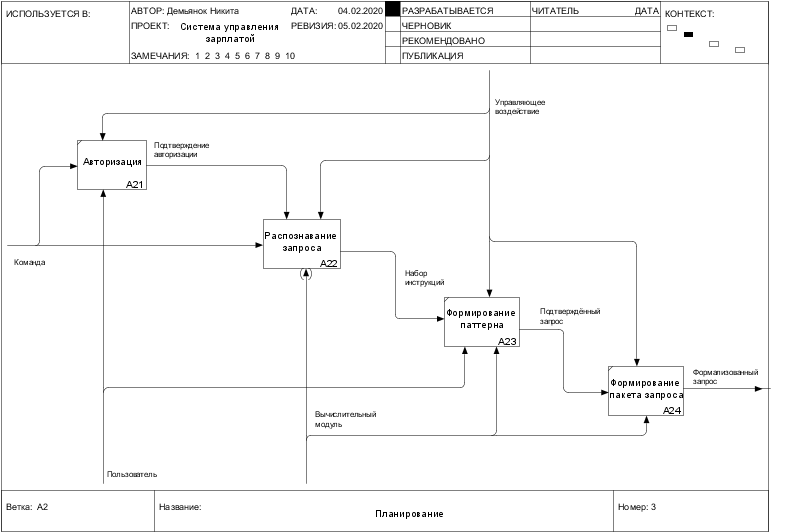 ИСПОЛЬЗУЕТСЯ В:
АВТОР: Демьянок Никита
ДАТА: 04.02.2020
ПРОЕКТ: Система управления
зарплатой
РЕВИЗИЯ: 05.02.2020
ЗАМЕЧАНИЯ: 1 2 3 4 5 6 7 8 9 10
РАЗРАБАТЫВАЕТСЯ
ЧЕРНОВИК
РЕКОМЕНДОВАНО
ПУБЛИКАЦИЯ
ЧИТАТЕЛЬ
ДАТА
КОНТЕКСТ:
Управляющее
воздействие
Авторизация
A21
Подтверждение
авторизации
Распознавание
запроса
A22
Команда
Набор
инструкций
Формирование
паттерна
A23
Подтверждённый
запрос
Формирование
пакета запроса
A24
Формализованный
запрос
Вычислительный
модуль
Пользователь
Ветка: A2
Название:
Планирование
Номер: 3